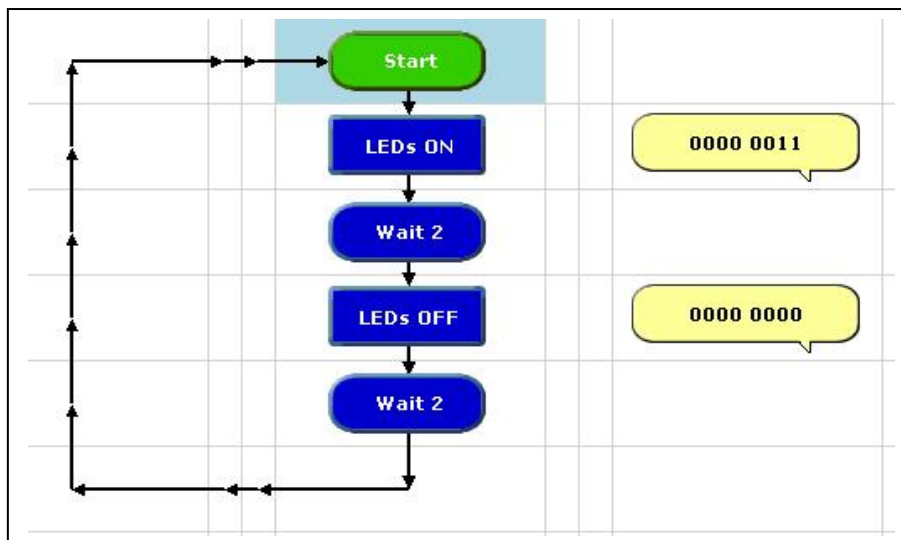 Start
LEDs ON
0000 0011
Wait 2
LEDs OFF
0000 0000
Wait 2